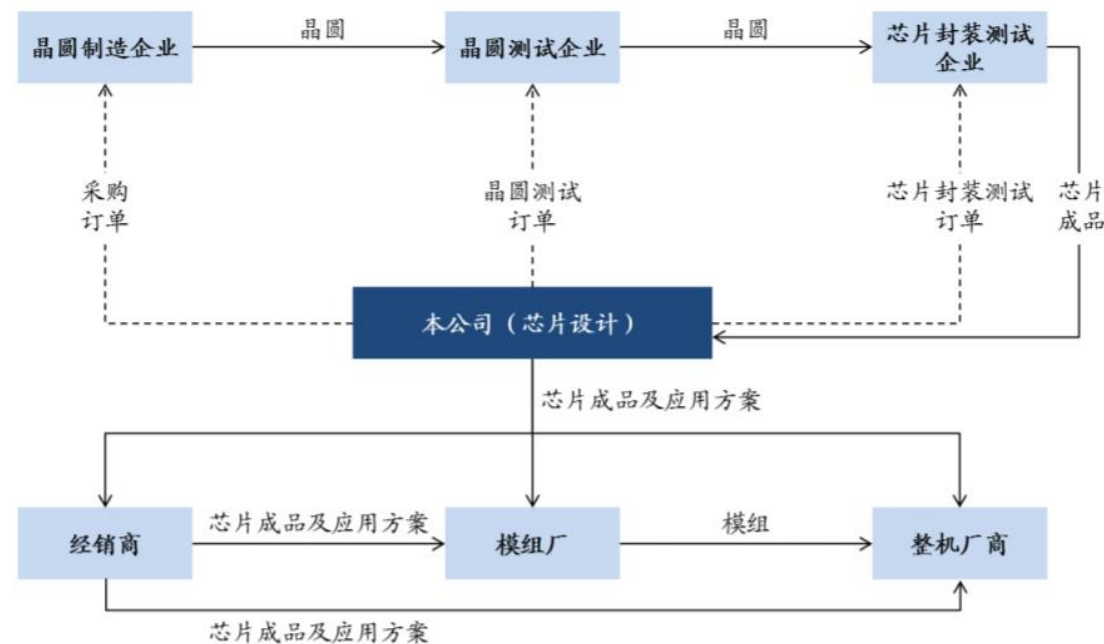 晶圆
晶圆
晶圆制造企业
晶圆测试企业
芯片封装测试
企业
采购
订单
晶圆测试
订单
芯片封装测试
订单
芯片
成品
本公司（芯片设计）
芯片成品及应用方案
芯片成品及应用方案
模组
经销商
模组厂
整机厂商
芯片成品及应用方案